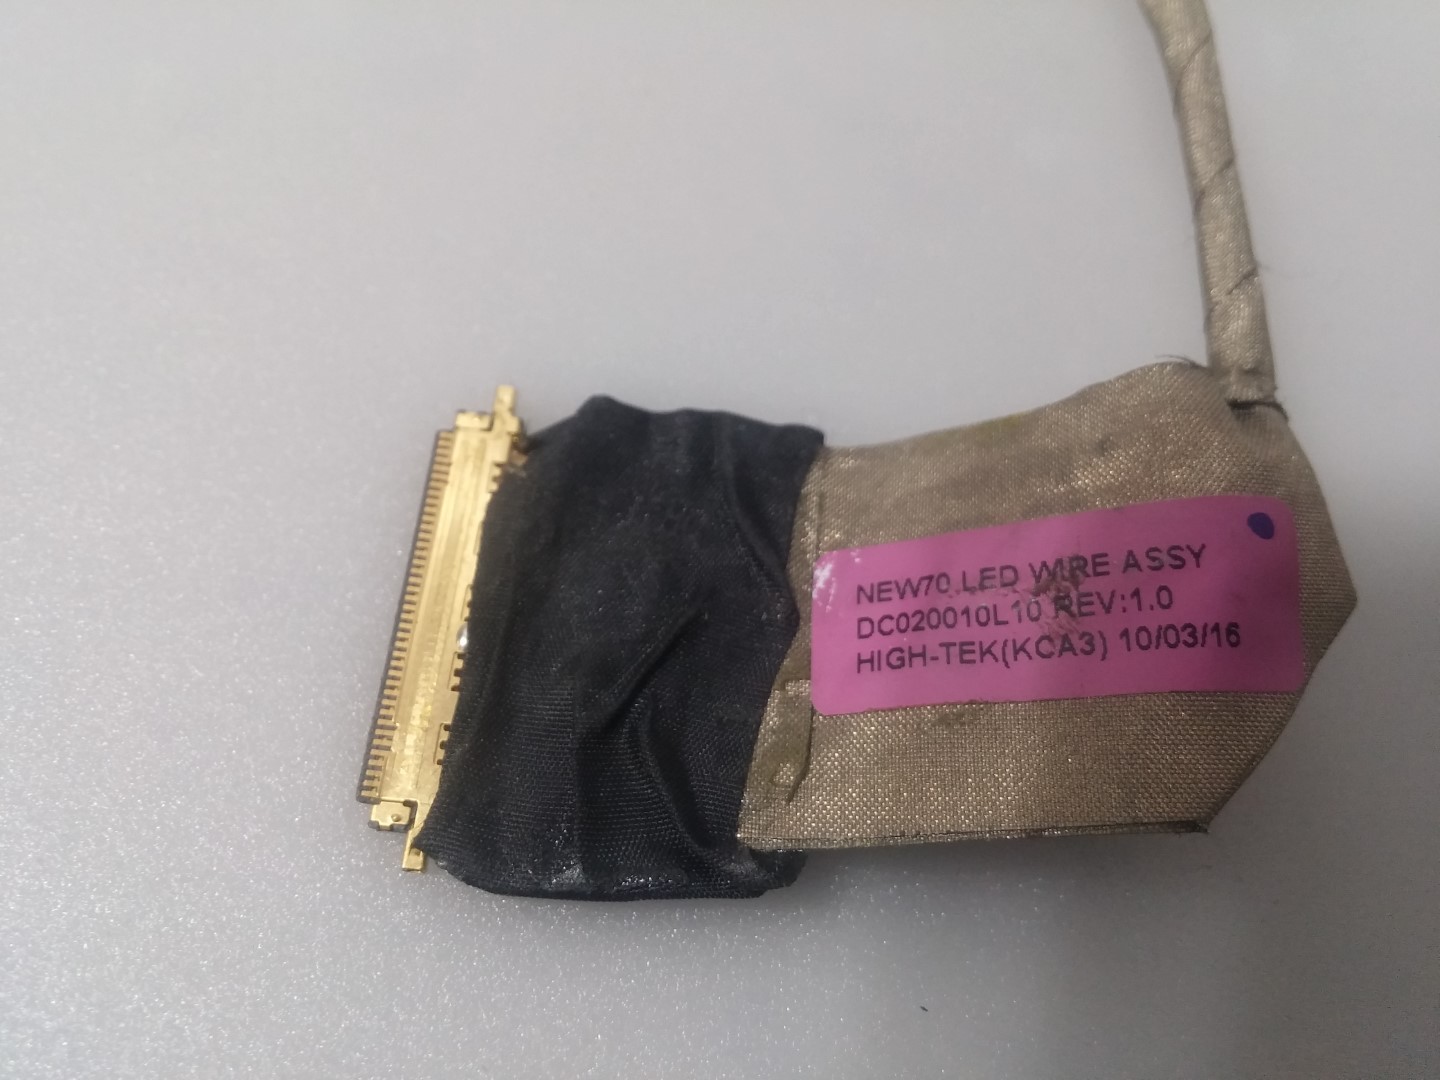 NEW70 LED WIRE ASSY
DC020010L10 REV:1.0
HIGH-TEK(KCA3) 10/03/16